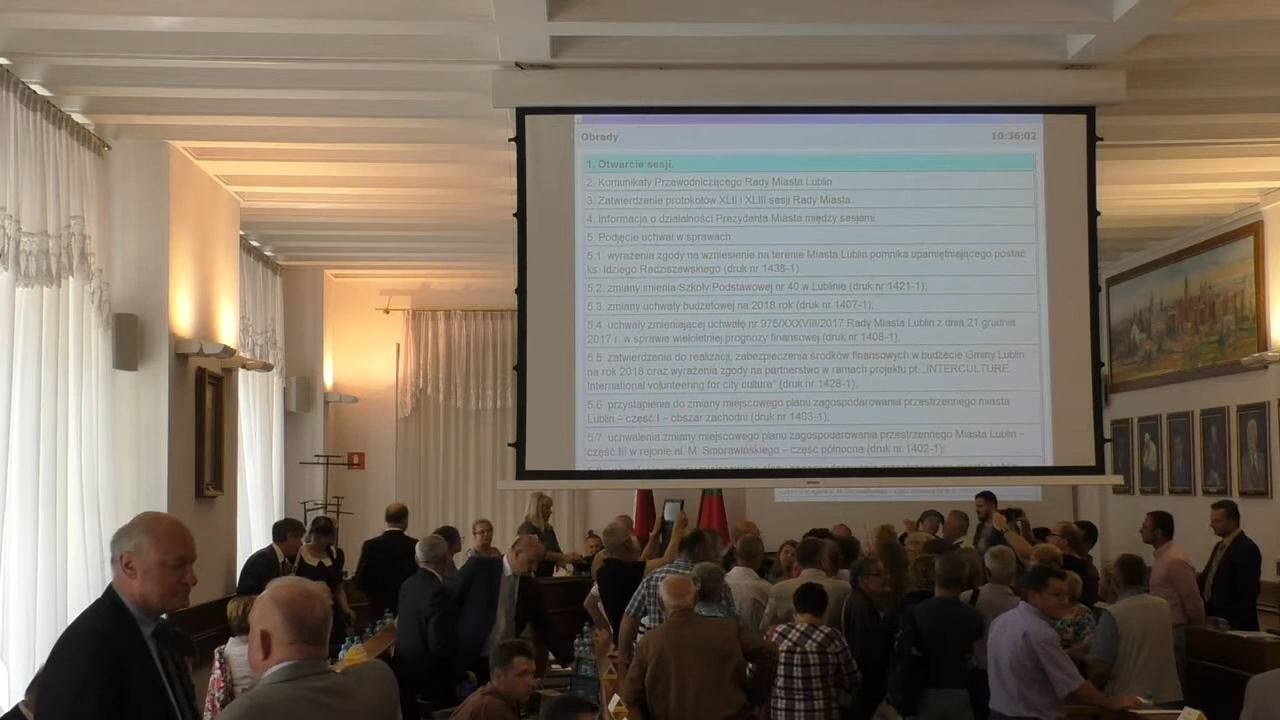 Obrady 10:36:02
1. Otwarcie sesji.
2. Komunikaty Przewodniczącego Rady Miasta Lublin
3. Zatwierdzenie protokołów XLII i XLIII sesji Rady Miasta.
4. Informacja o działalności Prezydenta Miasta między sesjami.
5. Podjęcie uchwał w sprawach:
5.1. wyrażenia zgody na wzniesienie na terenie Miasta Lublin pomnika upamiętniającego postać
ks. Idziego Radziszewskiego (druk nr 1438-1),
5.2. zmiany imienia Szkoły Podstawowej nr 40 w Lublinie (druk nr 1421-1),
5.3. zmiany uchwały budżetowej na 2018 rok (druk nr 1407-1),
5.4. uchwały zmieniającej uchwałę nr 975/XXXVIII/2017 Rady Miasta Lublin z dnia 21 grudnia
2017 r. w sprawie wieloletniej prognozy finansowej (druk nr 1408-1),
5.5. zatwierdzenia do realizacji, zabezpieczenia środków finansowych w budżecie Gminy Lublin
na rok 2018 oraz wyrażenia zgody na partnerstwo w ramach projektu pt. „INTERCULTURE.
International volunteering for city culture" (druk nr 1428-1),
5.6. przystąpienia do zmiany miejscowego planu zagospodarowania przestrzennego miasta
Lublin – część I – obszar zachodni (druk nr 1403-1),
5.7. uchwalenia zmiany miejscowego planu zagospodarowania przestrzennego Miasta Lublin –
część III w rejonie al. M. Smorawińskiego – część północna (druk nr 1402-1),